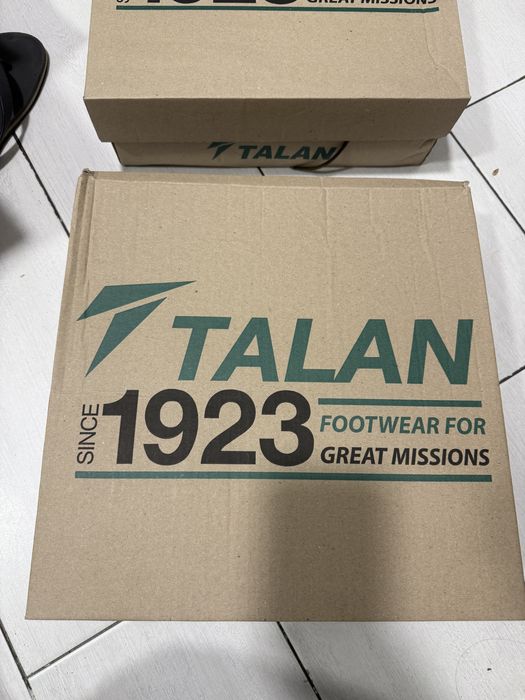 GREAT MISSIONS
TALAN
TALAN
SINCE 1923
FOOTWEAR FOR
GREAT MISSIONS